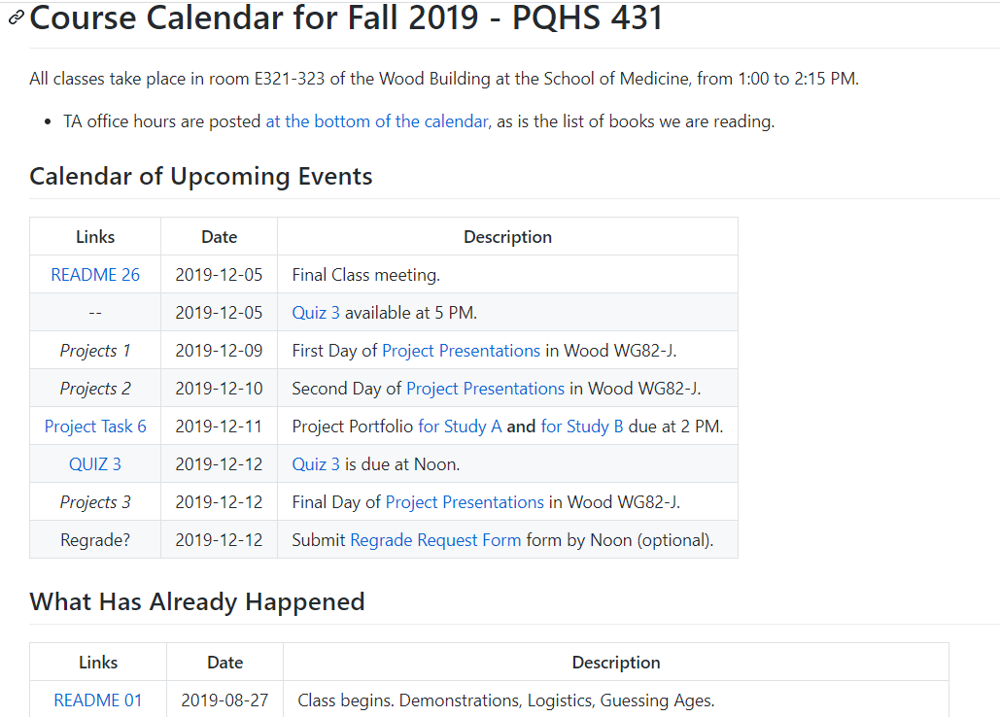 Course Calendar for Fall 2019 - PQHS 431
All classes take place in room E321-323 of the Wood Building at the School of Medicine, from 1:00 to 2:15 PM.
• TA office hours are posted at the bottom of the calendar, as is the list of books we are reading.
Calendar of Upcoming Events
Links Date Description
README 26 2019-12-05 Final Class meeting.
-- 2019-12-05 Quiz 3 available at 5 PM.
Projects 1 2019-12-09 First Day of Project Presentations in Wood WG82-J.
Projects 2 2019-12-10 Second Day of Project Presentations in Wood WG82-J.
Project Task 6 2019-12-11 Project Portfolio for Study A and for Study B due at 2 PM.
QUIZ 3 2019-12-12 Quiz 3 is due at Noon.
Projects 3 2019-12-12 Final Day of Project Presentations in Wood WG82-J.
Regrade? 2019-12-12 Submit Regrade Request Form form by Noon (optional).
What Has Already Happened
Links Date Description
README 01 2019-08-27 Class begins. Demonstrations, Logistics, Guessing Ages.